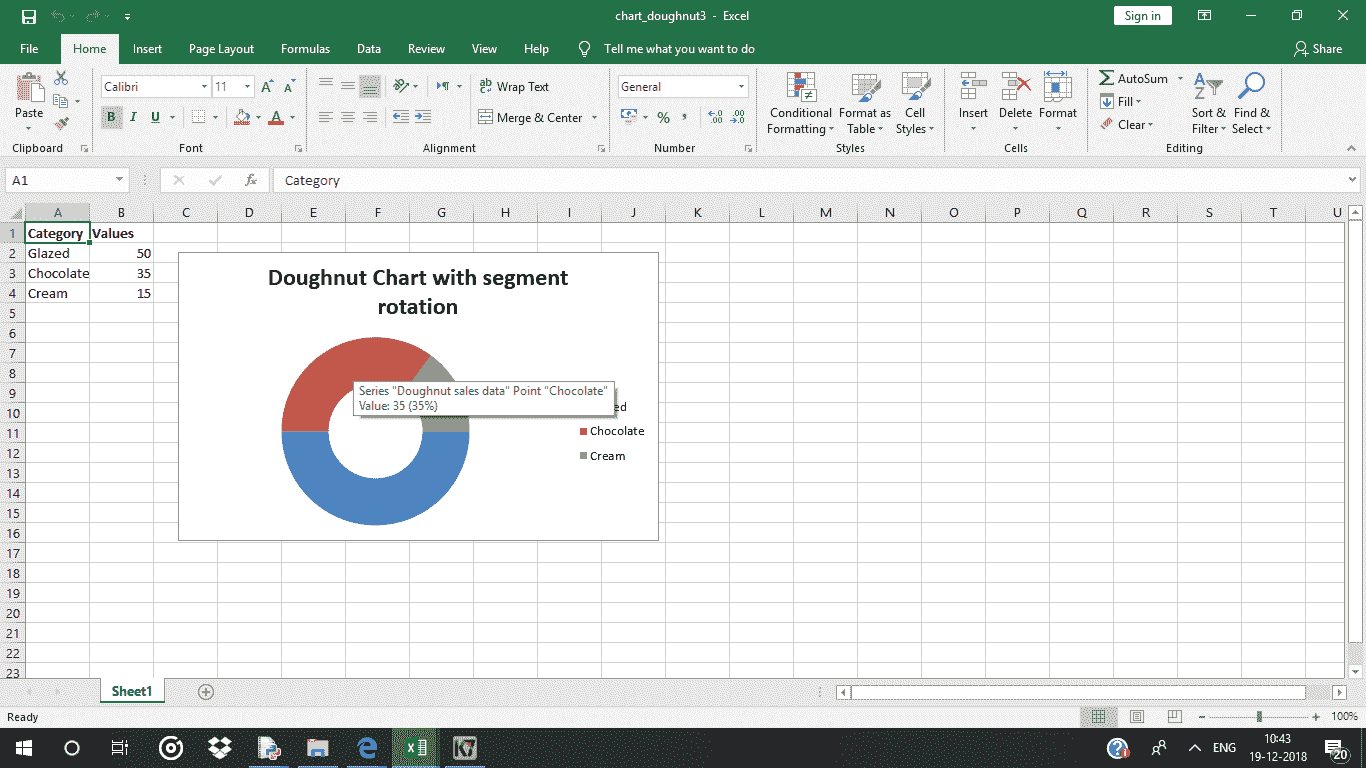 chart_doughnut3 - Excel
Sign in
File Home Insert Page Layout Formulas Data Review View Help Tell me what you want to do Share
Calibri 11 Wrap Text General AutoSum
Paste B I U Merge & Center % Conditional Formatting Format as Table Cell Styles Insert Delete Format Fill Clear Sort & Filter Find & Select
Clipboard Font Alignment Number Styles Cells Editing
A1 fx Category
A B C D E F G H I J K L M N O P Q R S T U
1 Category Values
2 Glazed 50
3 Chocolate 35
4 Cream 15
5
6
7
8
9
10
11
12
13
14
15
16
17
18
19
20
21
22
23
Doughnut Chart with segment
rotation
Series "Doughnut sales data" Point "Chocolate"
Value: 35 (35%)
ed
Chocolate
Cream
Sheet1
Ready 100%
ENG 10:43
19-12-2018 20